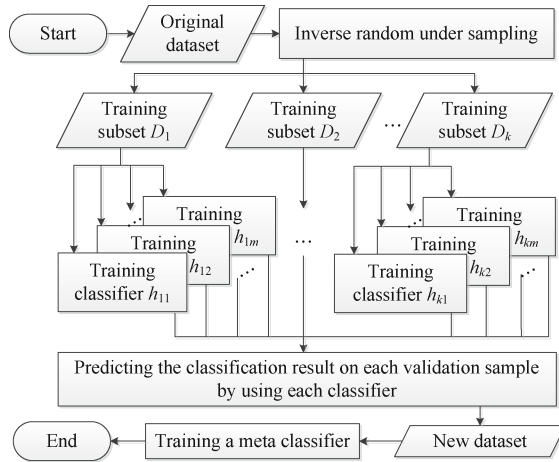 Start
Original
dataset
Inverse random under sampling
Training
subset D1
Training
subset D2
...
Training
subset Dk
Training
h1m
Training
h12
Training
classifier h11
...
...
...
Training
hkm
Training
hk2
Training
classifier hk1
...
...
Predicting the classification result on each validation sample
by using each classifier
End
Training a meta classifier
New dataset